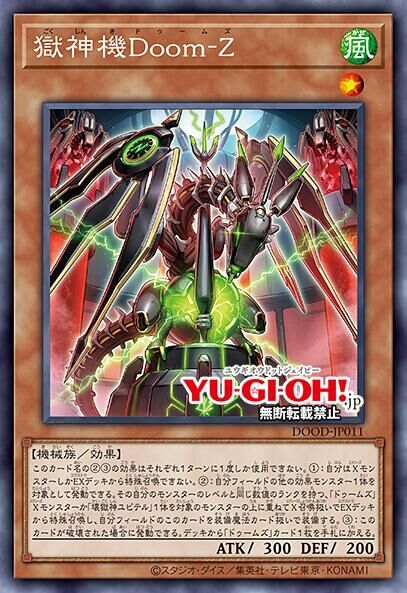 ごくしんきドゥームズ
獄神機Doom-Z
かぜ
風
ユウギオウドットジェイピー
YU-GI-OH!.jp
無断転載禁止
DOOD-JP011
【機械族/効果】
このカード名の②③の効果はそれぞれ1ターンに1度しか使用できない。①:自分はXモ
ンスターしかEXデッキから特殊召喚できない。②:自分フィールドの他の効果モンスター1体を
対象として発動できる。その自分のモンスターのレベルと同じ数値のランクを持つ、「ドゥームズ」
Xモンスターか「壊獄神ユピテル」1体を対象のモンスターの上に重ねてX召喚扱いでEXデッ
キから特殊召喚し、自分フィールドのこのカードを装備魔法カード扱いで装備する。③:この
カードが破壊された場合に発動できる。デッキから「ドゥームズ」カード1枚を手札に加える。
ATK/ 300 DEF/ 200
©スタジオ・ダイス/集英社・テレビ東京・KONAMI